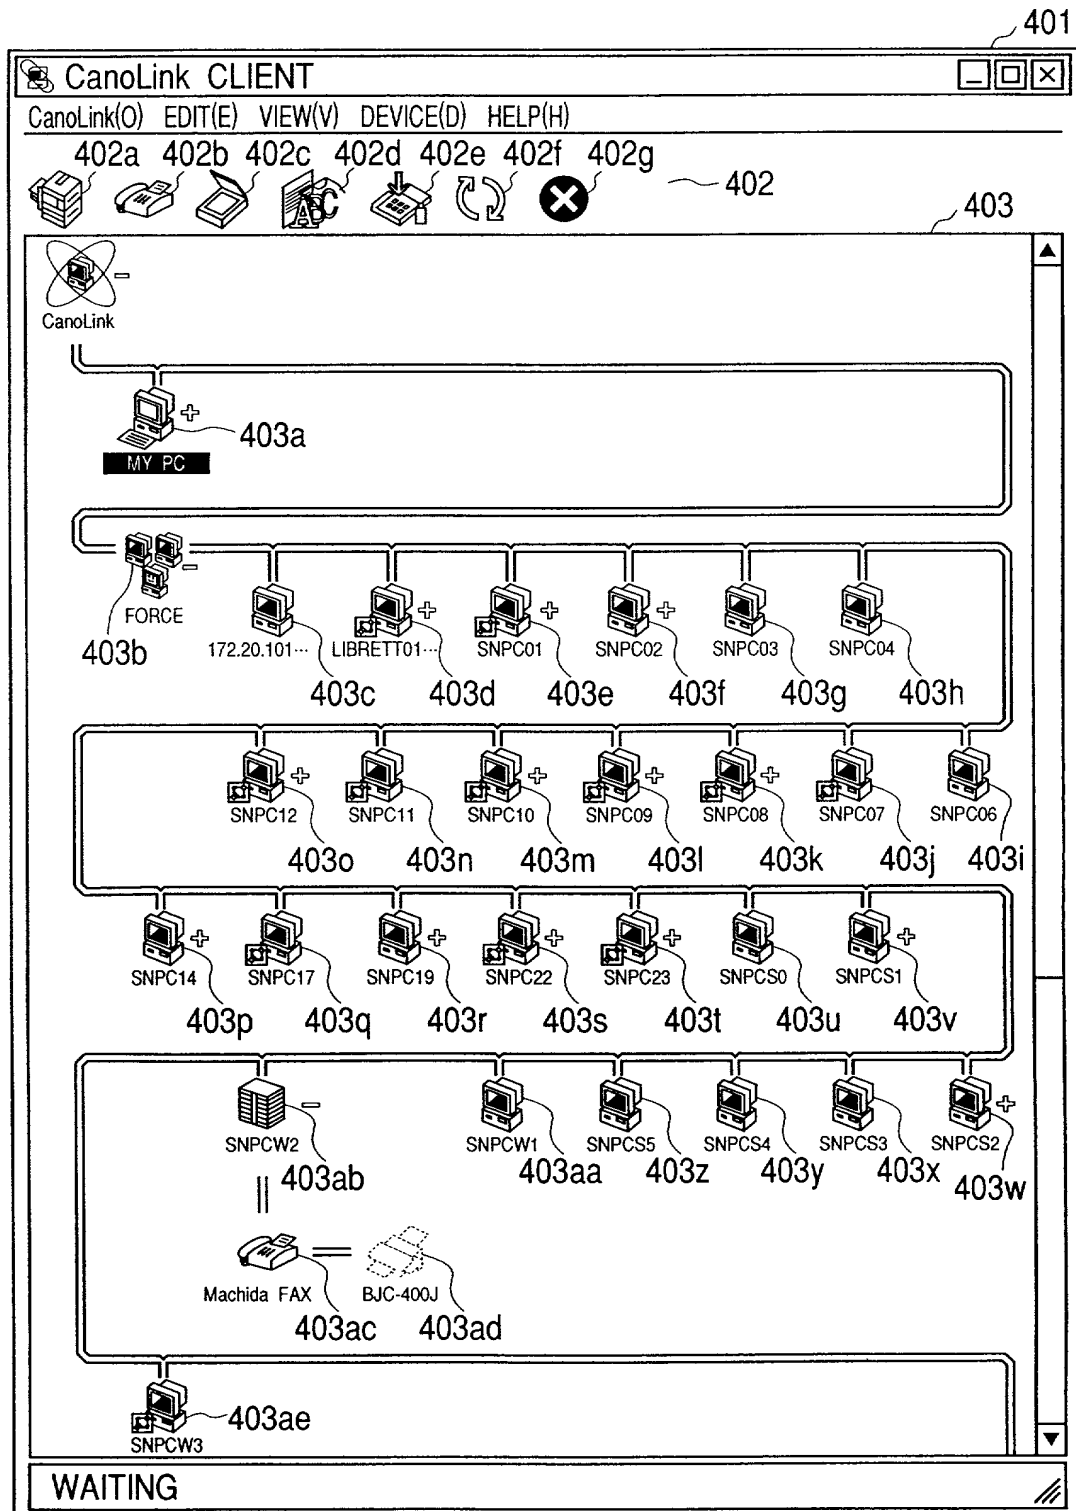 401
CanoLink CLIENT
CanoLink(O) EDIT(E) VIEW(V) DEVICE(D) HELP(H)
402a 402b 402c 402d 402e 402f 402g
402
ABC
403
CanoLink
403a
MY PC
FORCE
403b
172.20.101··· LIBRETT01··· SNPC01 SNPC02 SNPC03 SNPC04
403c 403d 403e 403f 403g 403h
SNPC12 SNPC11 SNPC10 SNPC09 SNPC08 SNPC07 SNPC06
403o 403n 403m 403l 403k 403j 403i
SNPC14 SNPC17 SNPC19 SNPC22 SNPC23 SNPCS0 SNPCS1
403p 403q 403r 403s 403t 403u 403v
SNPCW2 SNPCW1 SNPCS5 SNPCS4 SNPCS3 SNPCS2
403ab 403aa 403z 403y 403x 403w
Machida FAX BJC-400J
403ac 403ad
403ae
SNPCW3
WAITING